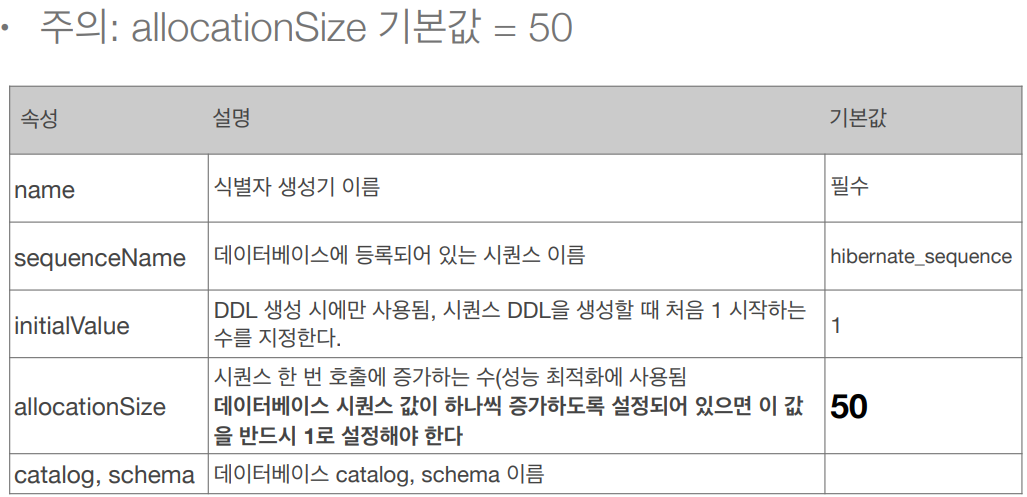 • 주의: allocationSize 기본값 = 50
속성 설명 기본값
name 식별자 생성기 이름 필수
sequenceName 데이터베이스에 등록되어 있는 시퀀스 이름 hibernate_sequence
initialValue DDL 생성 시에만 사용됨, 시퀀스 DDL을 생성할 때 처음 1 시작하는
수를 지정한다. 1
시퀀스 한 번 호출에 증가하는 수(성능 최적화에 사용됨
allocationSize 데이터베이스 시퀀스 값이 하나씩 증가하도록 설정되어 있으면 이 값 50
을 반드시 1로 설정해야 한다
catalog, schema 데이터베이스 catalog, schema 이름